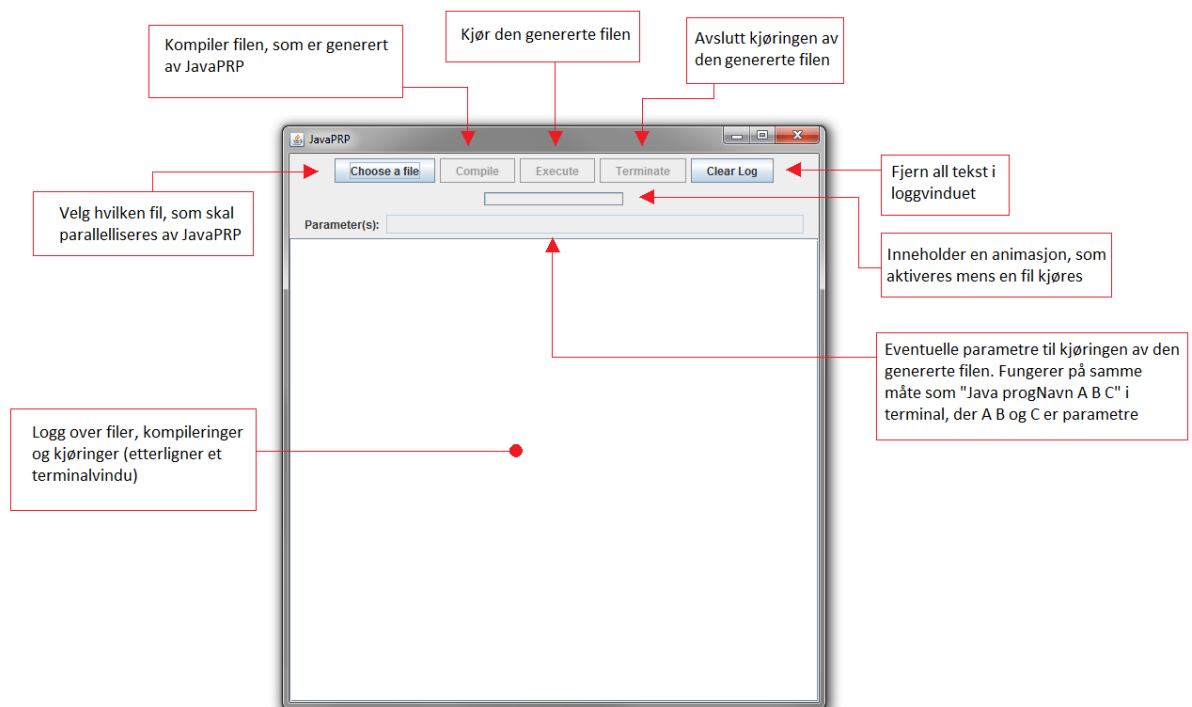 Kompiler filen, som er generert
av JavaPRP
Kjør den genererte filen
Avslutt kjøringen av
den genererte filen
JavaPRP
Choose a file
Compile
Execute
Terminate
Clear Log
Parameter(s):
Velg hvilken fil, som skal
parallelliseres av JavaPRP
Fjern all tekst i
loggvinduet
Inneholder en animasjon, som
aktiveres mens en fil kjøres
Eventuelle parametre til kjøringen av den
genererte filen. Fungerer på samme
måte som "Java progNavn A B C" i
terminal, der A B og C er parametre
Logg over filer, kompileringer
og kjøringer (etterligner et
terminalvindu)